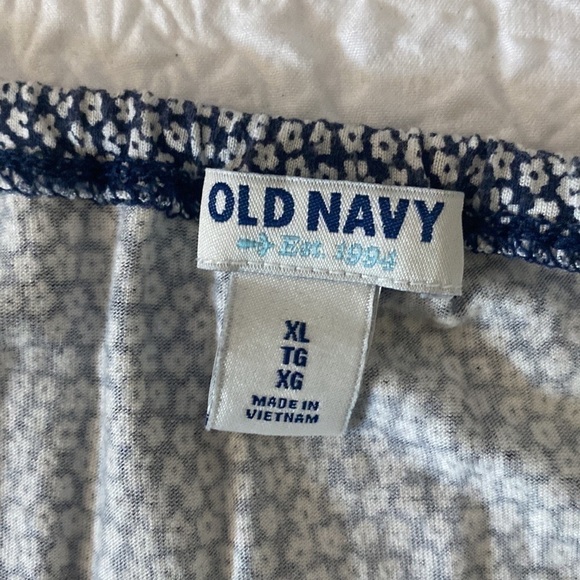 OLD NAVY
Est. 1994
XL
TG
XG
MADE IN
VIETNAM